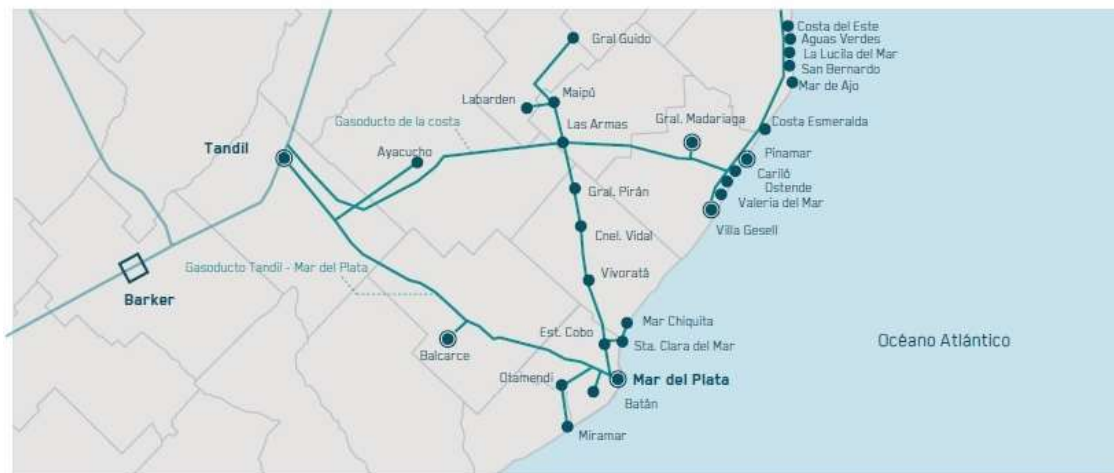 Costa del Este
Aguas Verdes
La Lucila del Mar
San Bernardo
Mar de Ajo
Gral Guido
Labarden
Maipú
Las Armas
Gral. Madariaga
Costa Esmeralda
Gasoducto de la costa
Tandil
Ayacucho
Pinamar
Cariló
Ostende
Valeria del Mar
Villa Gesell
Gral. Pirán
Cnel. Vidal
Gasoducto Tandil - Mar del Plata
Vivoratá
Barker
Mar Chiquita
Est. Cobo
Sta. Clara del Mar
Océano Atlántico
Balcarce
Otamendi
Mar del Plata
Batán
Miramar